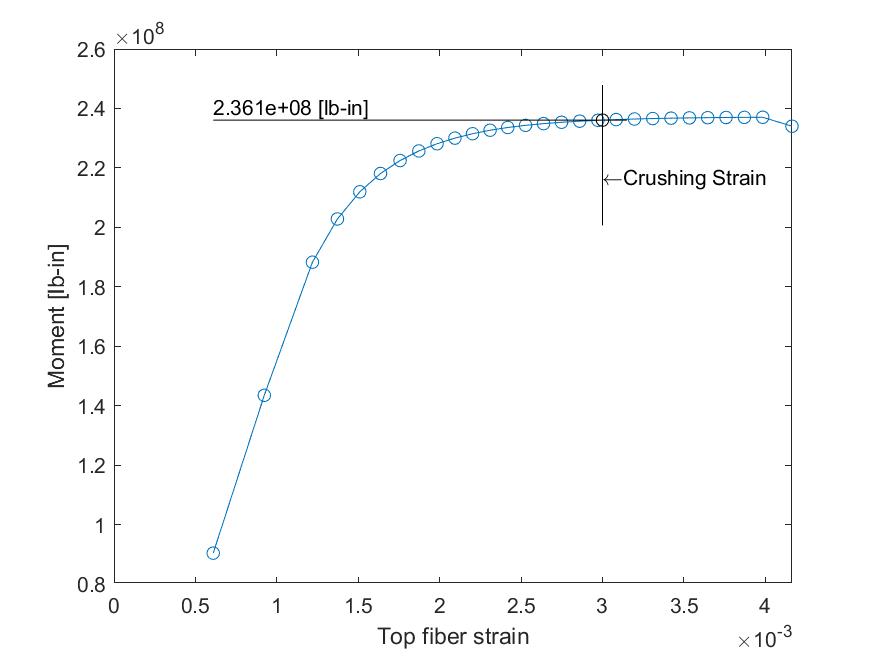 ×10⁸
2.6
2.4
2.2
2
1.8
1.6
1.4
1.2
1
0.8
Moment [lb-in]
2.361e+08 [lb-in]
←Crushing Strain
0 0.5 1 1.5 2 2.5 3 3.5 4
Top fiber strain
×10⁻³